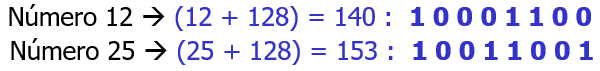 Número 12 → (12 + 128) = 140 : 1 0 0 0 1 1 0 0
Número 25 → (25 + 128) = 153 : 1 0 0 1 1 0 0 1